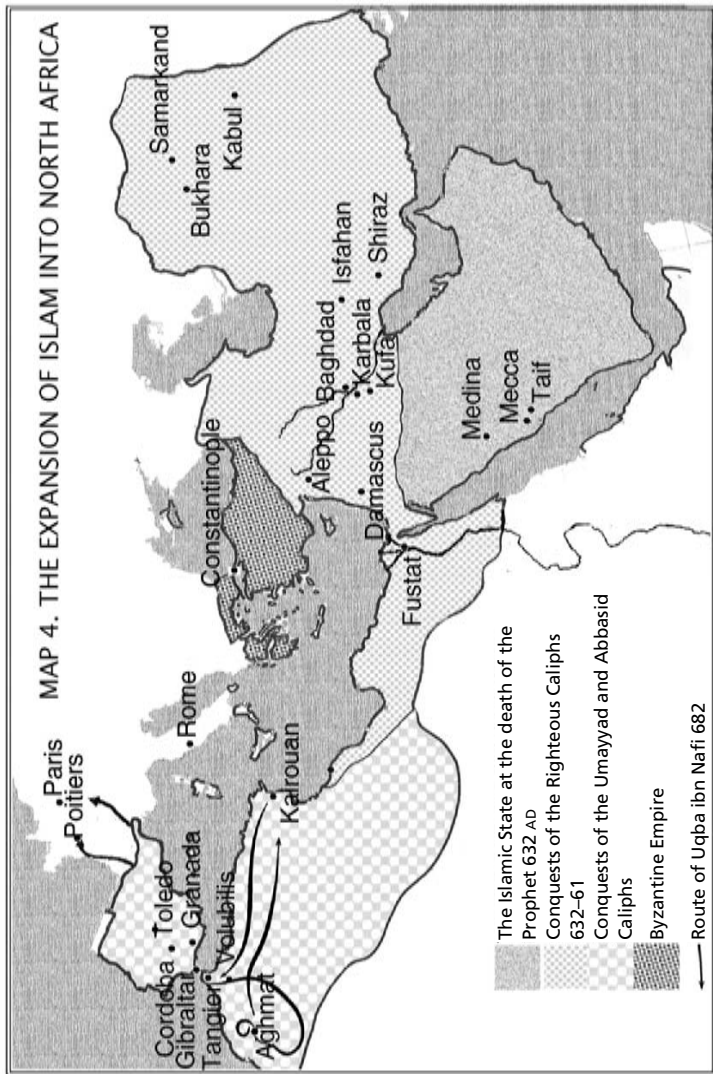 MAP 4. THE EXPANSION OF ISLAM INTO NORTH AFRICA
Paris
Poitiers
Rome
Constantinople
Samarkand
Bukhara
Kabul
Cordoba
Toledo
Gibraltar
Granada
Tangier
Volubilis
Aghmat
Kairouan
Aleppo
Baghdad
Isfahan
Karbala
Shiraz
Kufa
Damascus
Fustat
Medina
Mecca
Taif
The Islamic State at the death of the
Prophet 632 AD
Conquests of the Righteous Caliphs
632–61
Conquests of the Umayyad and Abbasid
Caliphs
Byzantine Empire
Route of Uqba ibn Nafi 682